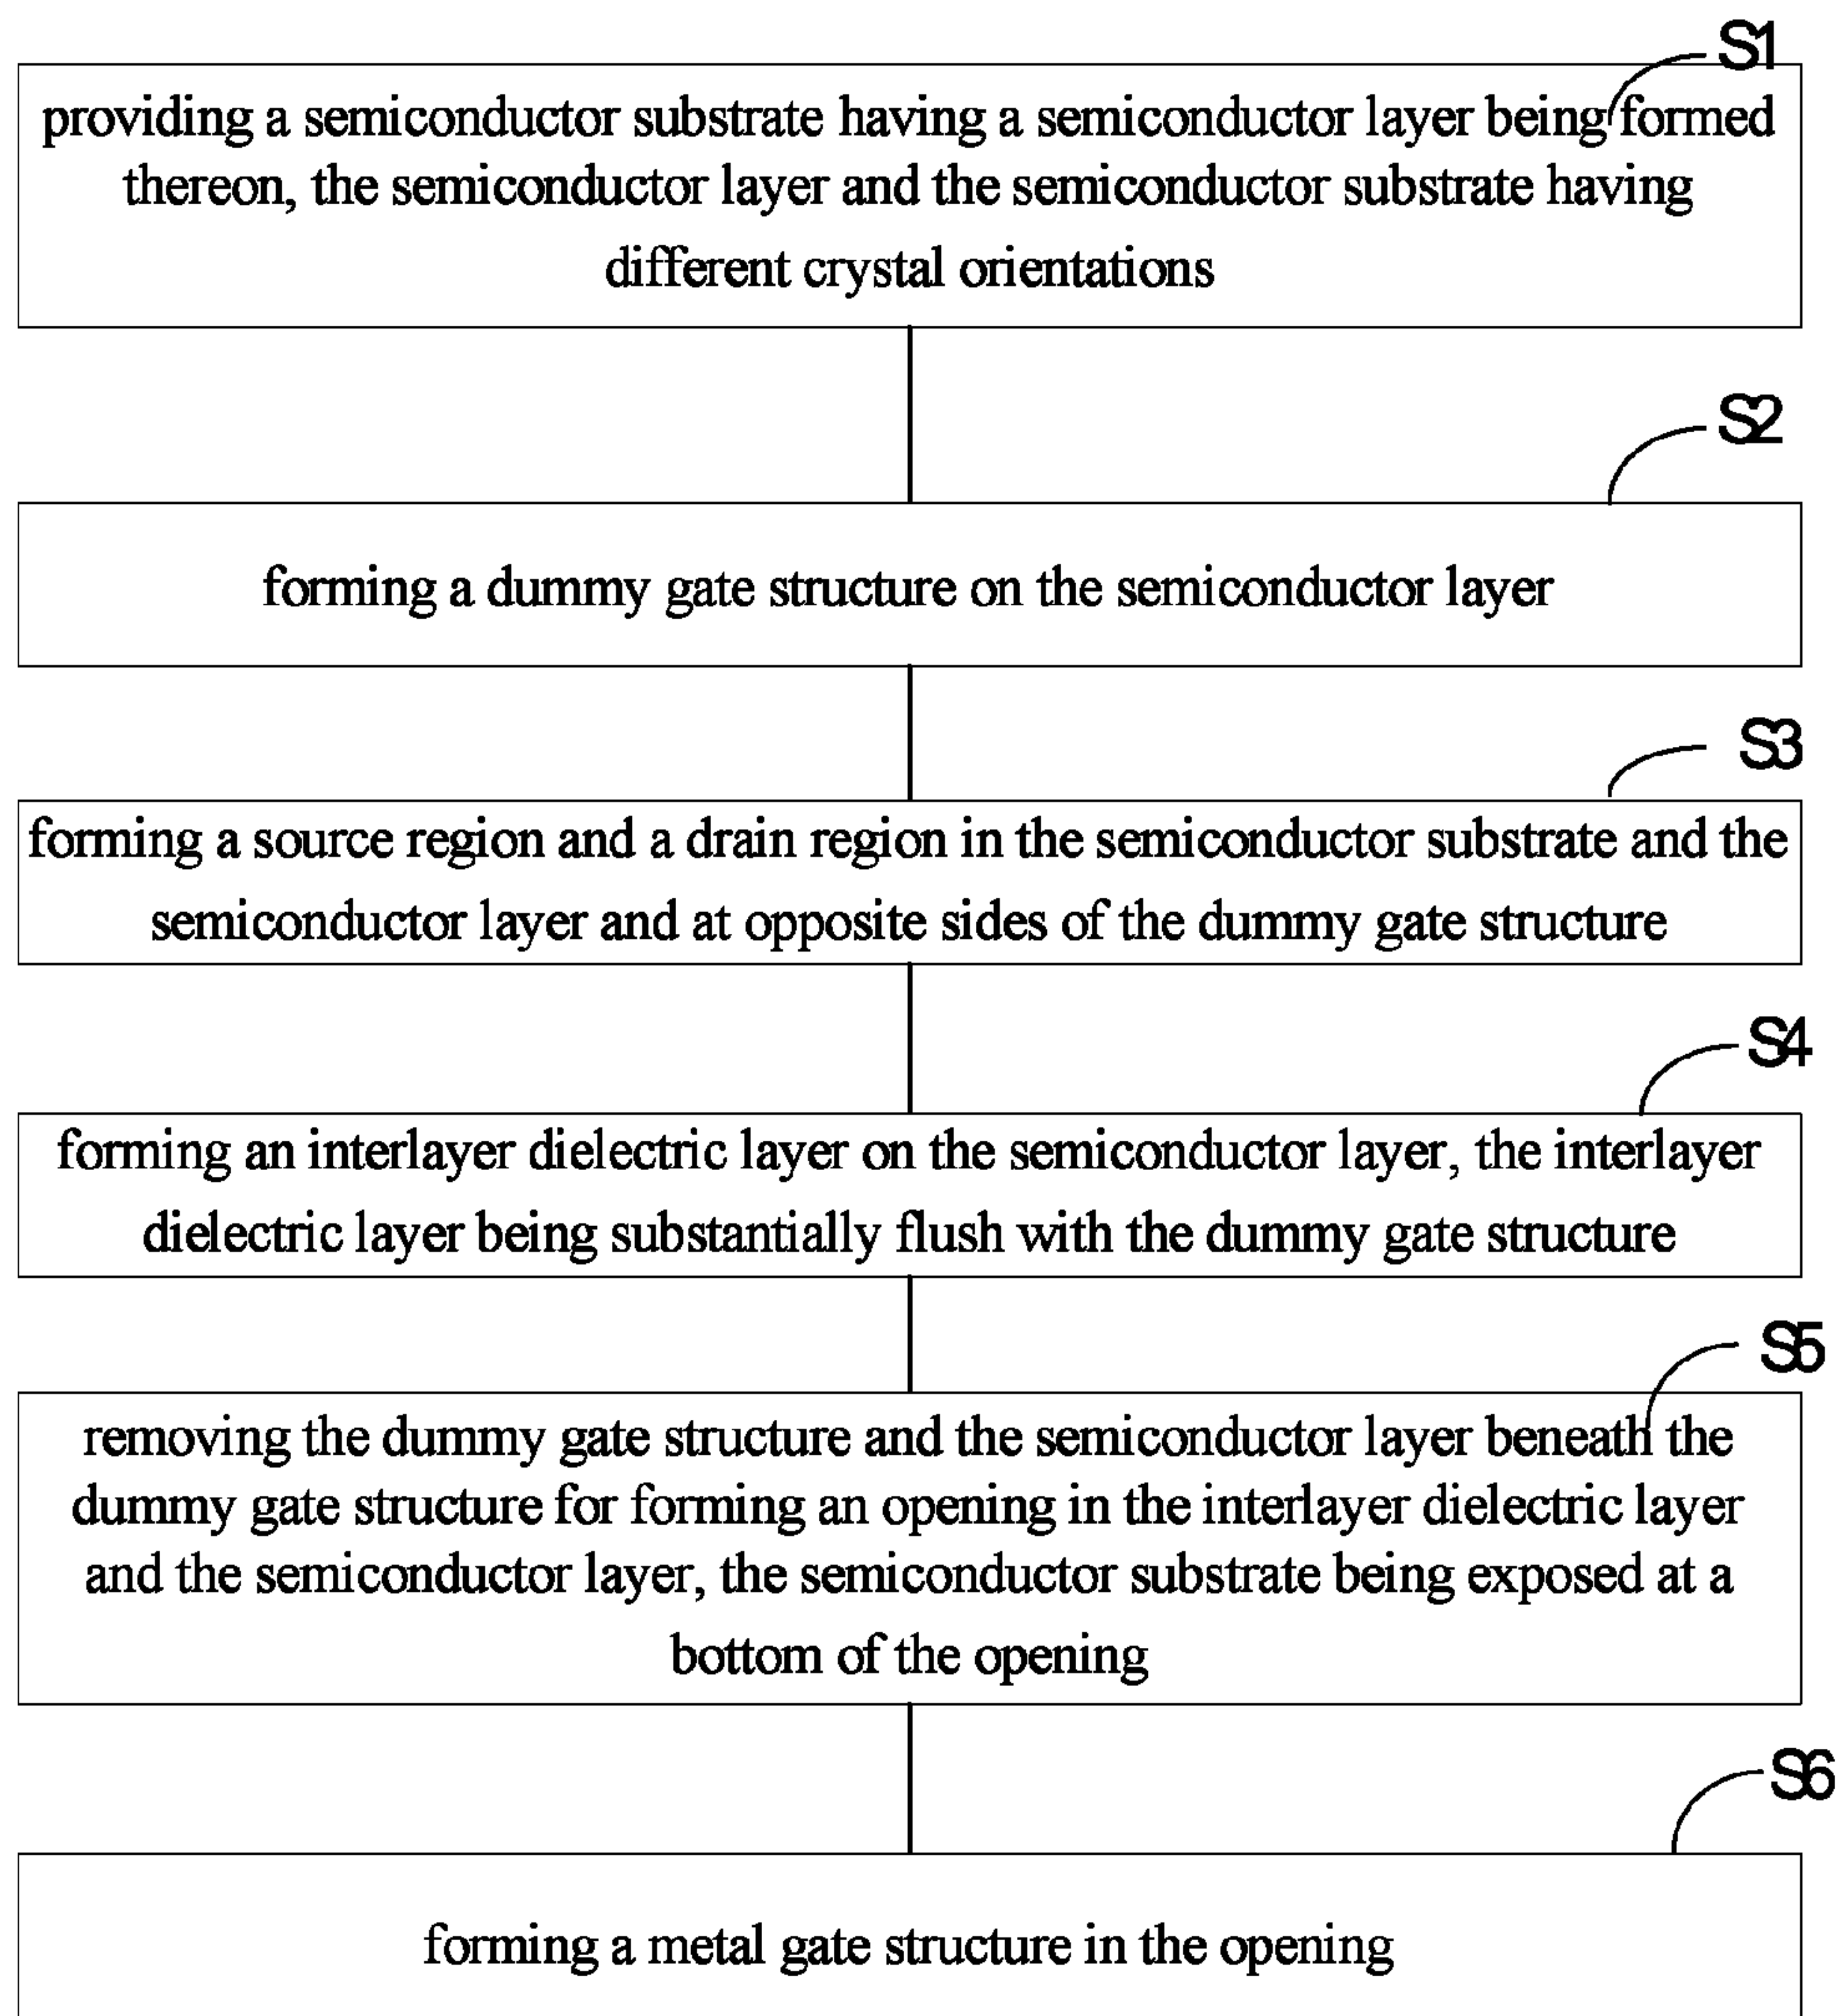 S1
providing a semiconductor substrate having a semiconductor layer being formed
thereon, the semiconductor layer and the semiconductor substrate having
different crystal orientations
S2
forming a dummy gate structure on the semiconductor layer
S3
forming a source region and a drain region in the semiconductor substrate and the
semiconductor layer and at opposite sides of the dummy gate structure
S4
forming an interlayer dielectric layer on the semiconductor layer, the interlayer
dielectric layer being substantially flush with the dummy gate structure
S5
removing the dummy gate structure and the semiconductor layer beneath the
dummy gate structure for forming an opening in the interlayer dielectric layer
and the semiconductor layer, the semiconductor substrate being exposed at a
bottom of the opening
S6
forming a metal gate structure in the opening